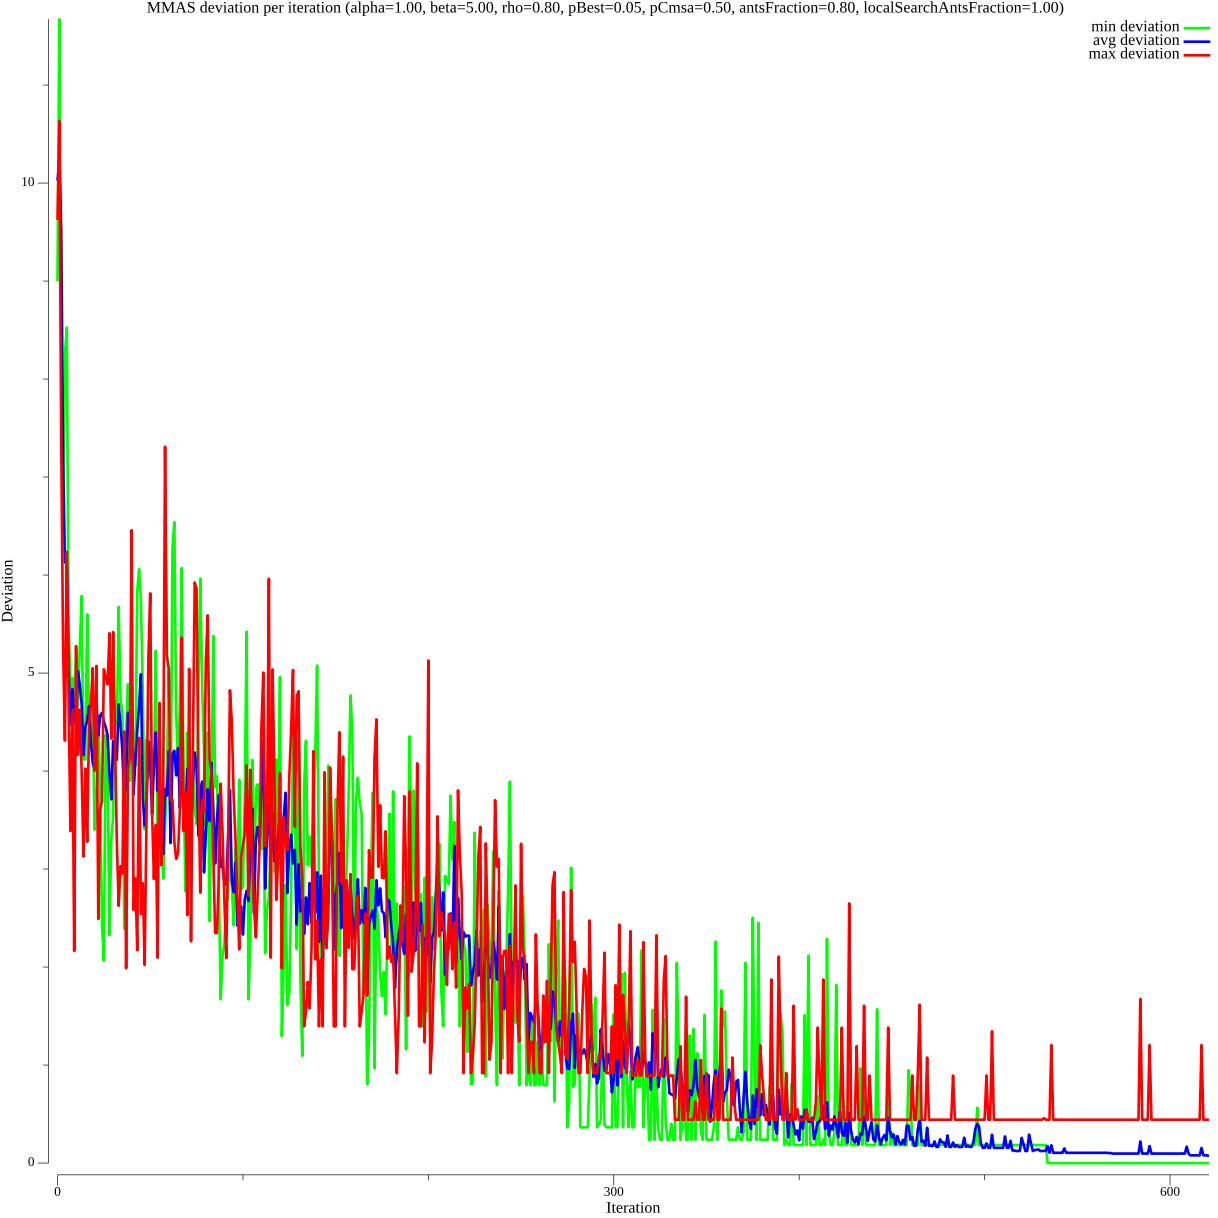 MMAS deviation per iteration (alpha=1.00, beta=5.00, rho=0.80, pBest=0.05, pCmsa=0.50, antsFraction=0.80, localSearchAntsFraction=1.00)
min deviation
avg deviation
max deviation
10
5
0
Deviation
0
300
600
Iteration